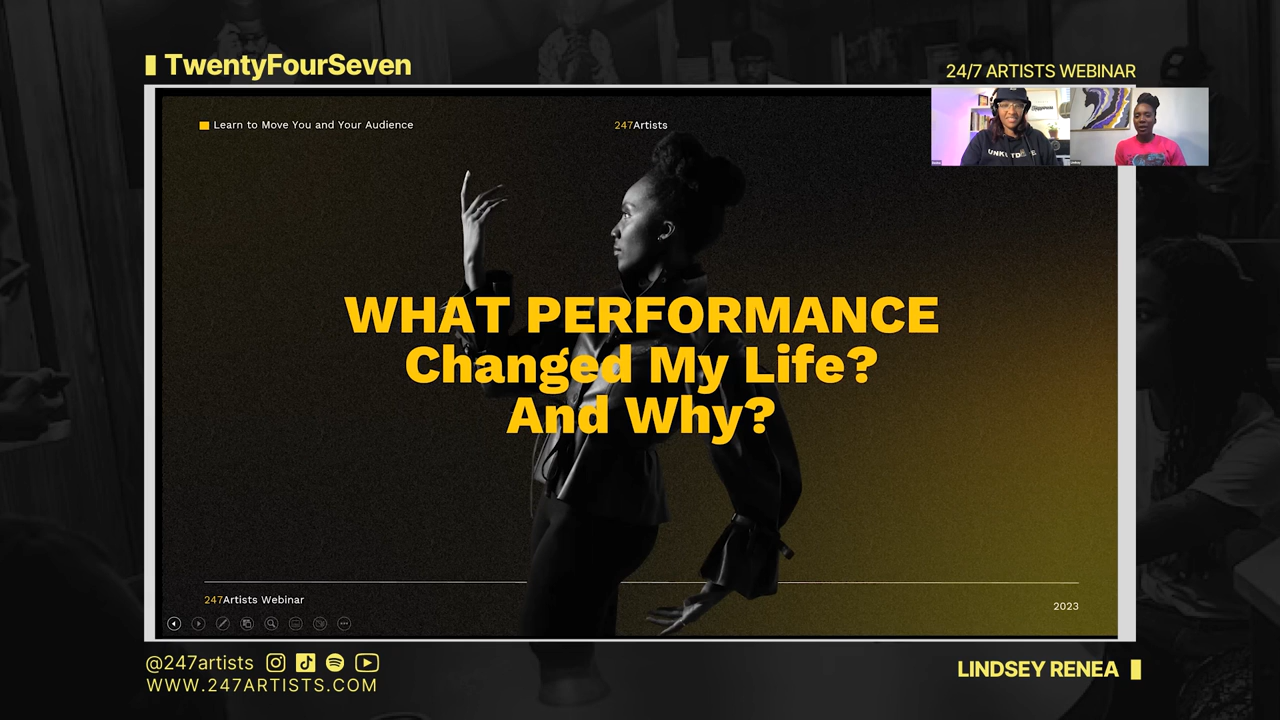 TwentyFourSeven
24/7 ARTISTS WEBINAR
Learn to Move You and Your Audience
247Artists
WHAT PERFORMANCE
Changed My Life?
And Why?
247Artists Webinar
2023
@247artists
WWW.247ARTISTS.COM
LINDSEY RENEA